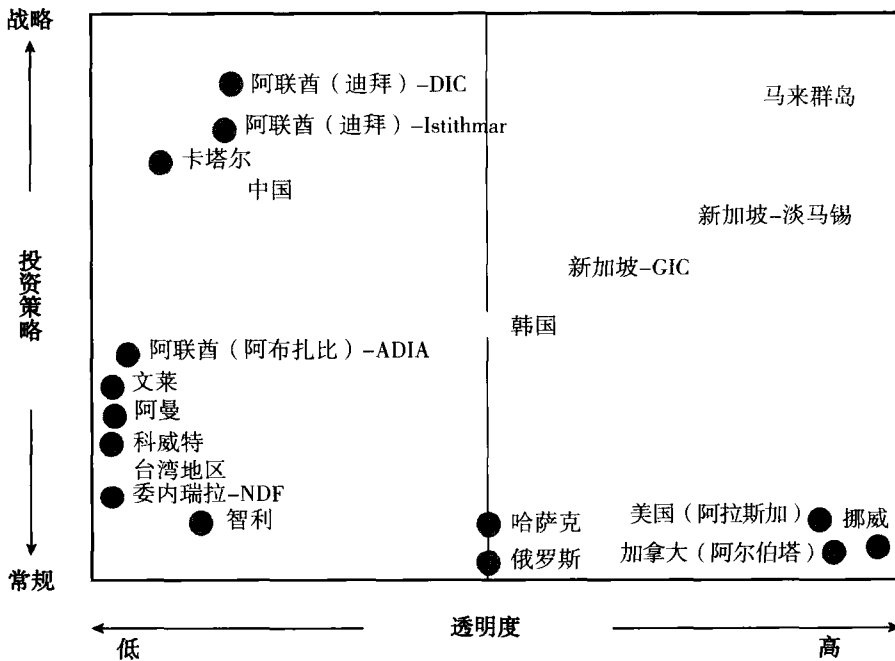 战略
阿联酋（迪拜）-DIC
马来群岛
阿联酋（迪拜）-Istithmar
卡塔尔
中国
新加坡-淡马锡
新加坡-GIC
投资策略
韩国
阿联酋（阿布扎比）-ADIA
文莱
阿曼
科威特
台湾地区
委内瑞拉-NDF
智利
哈萨克
美国（阿拉斯加）
挪威
俄罗斯
加拿大（阿尔伯塔）
常规
透明度
低
高